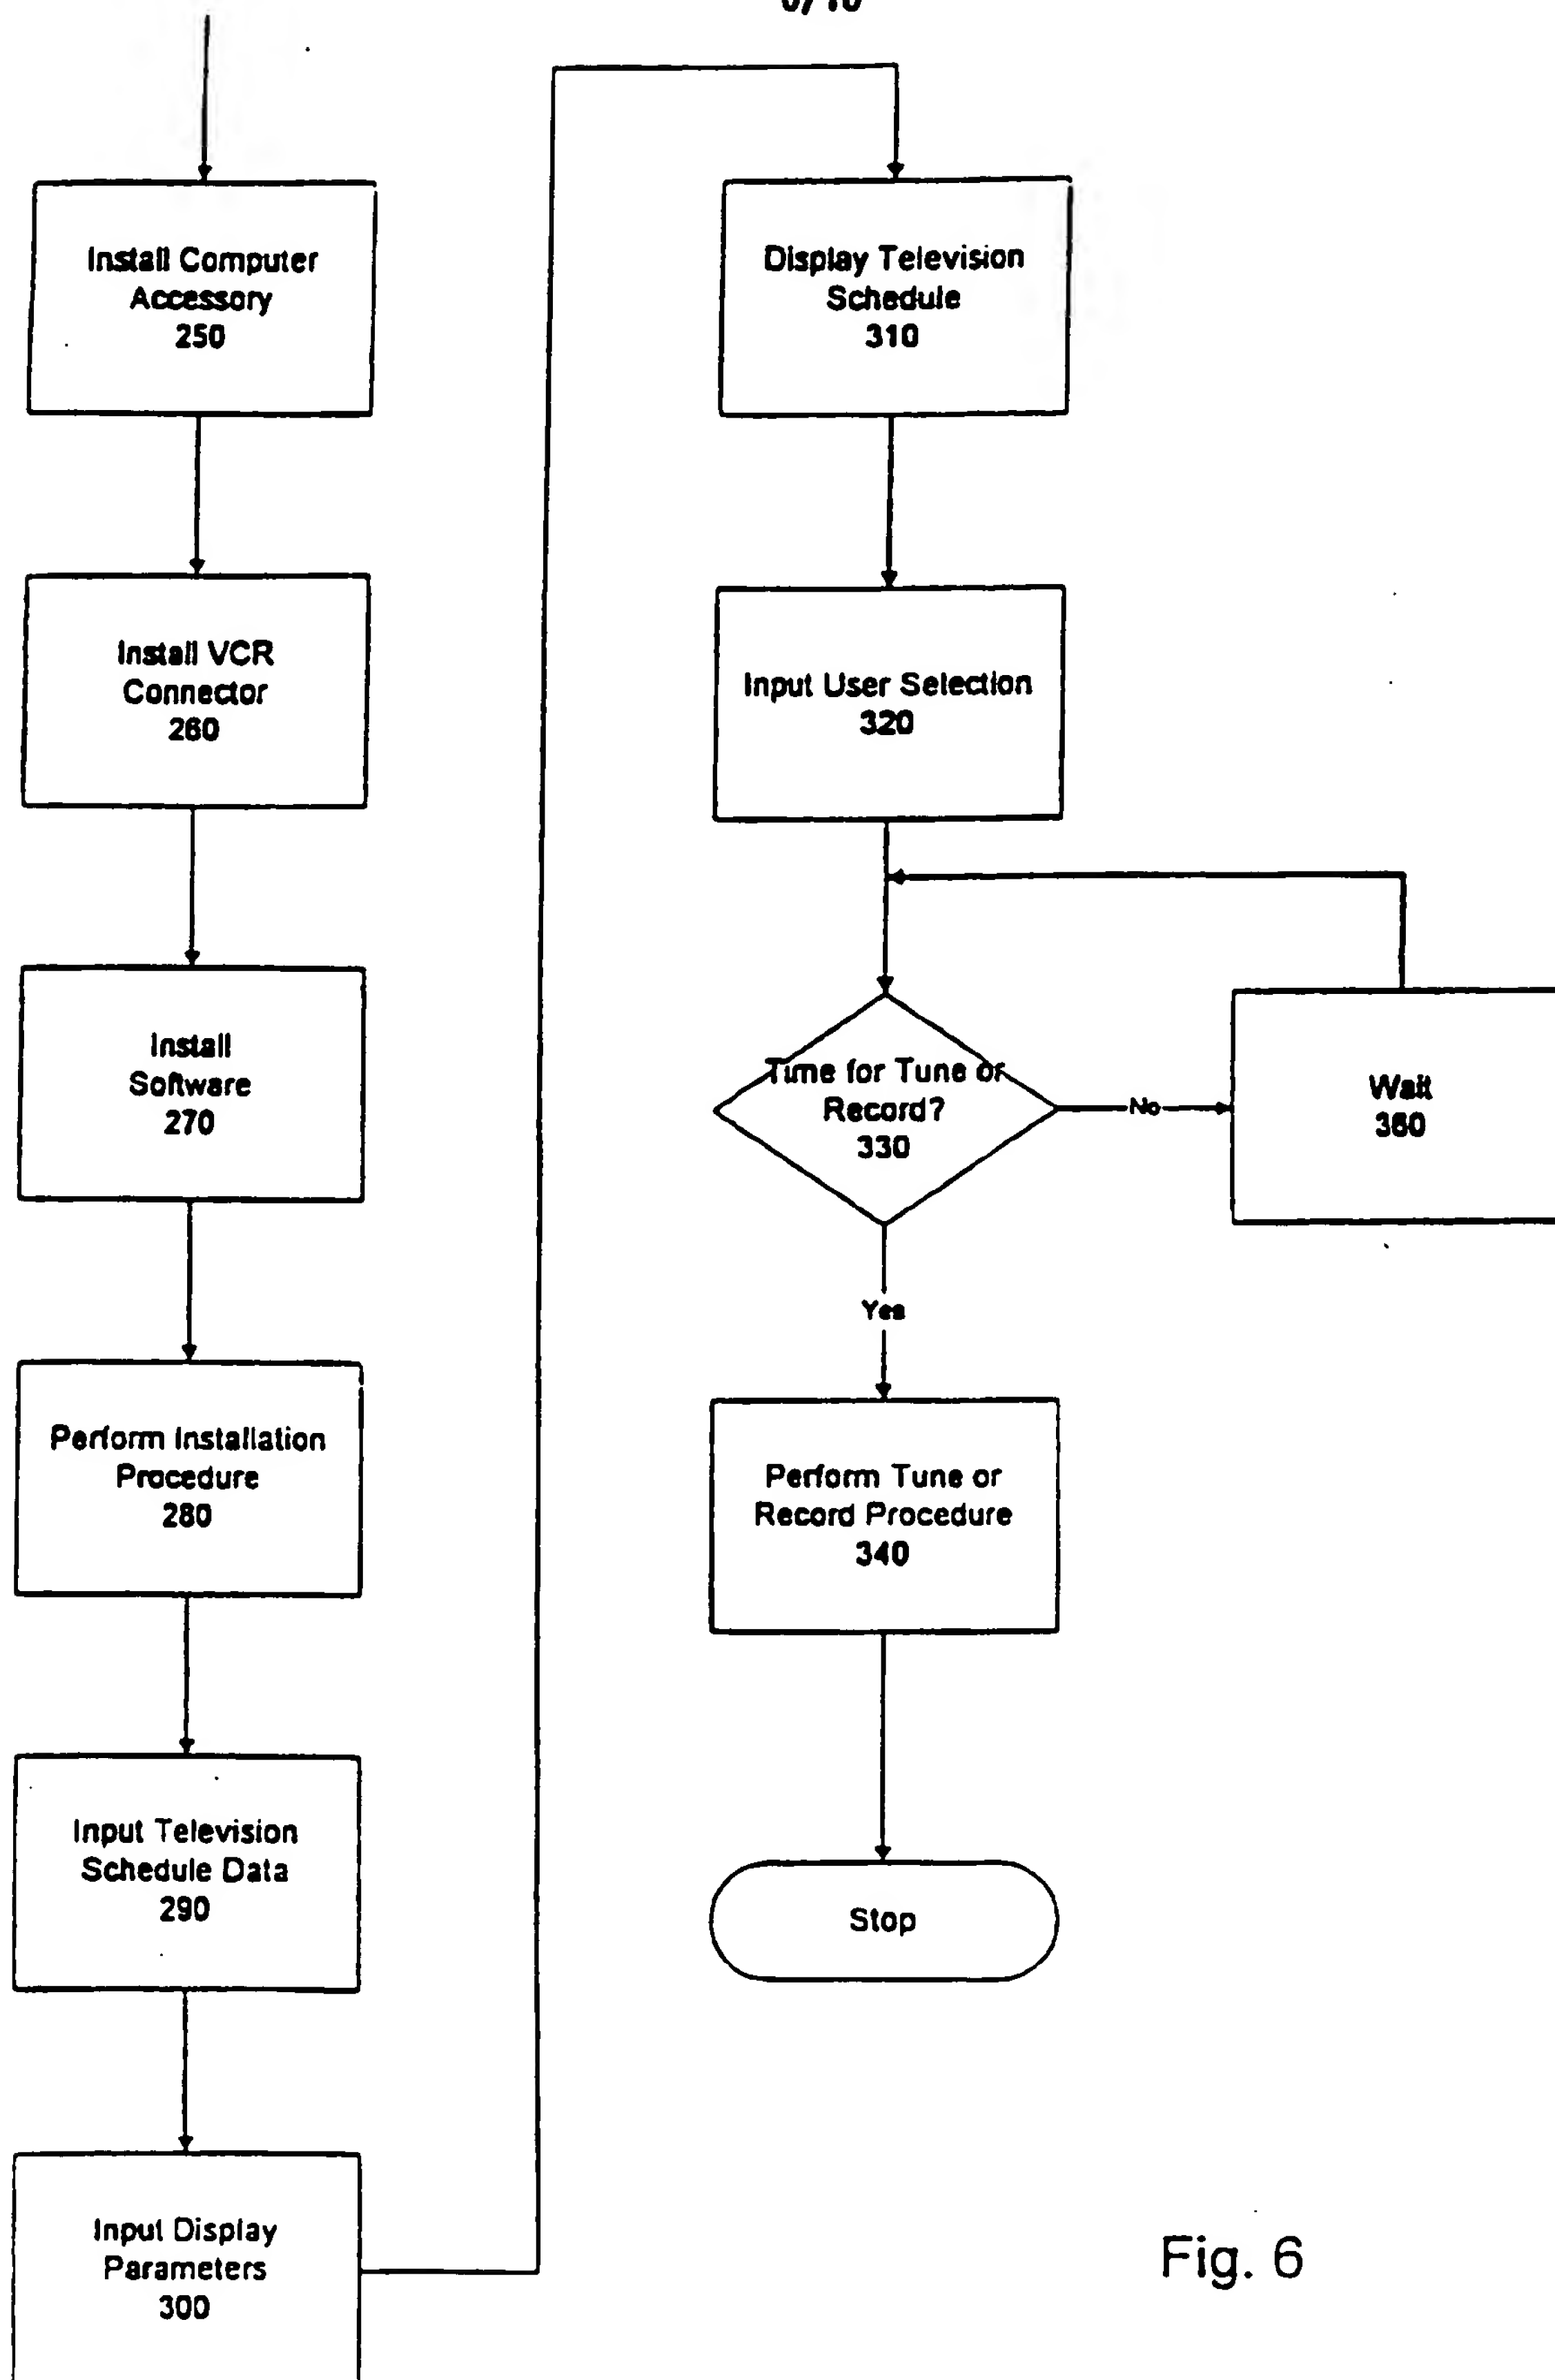 Install Computer
Accessory
250
Install VCR
Connector
260
Install
Software
270
Perform Installation
Procedure
280
Input Television
Schedule Data
290
Input Display
Parameters
300
Display Television
Schedule
310
Input User Selection
320
Time for Tune or
Record?
330
No
Wait
360
Yes
Perform Tune or
Record Procedure
340
Stop
Fig. 6